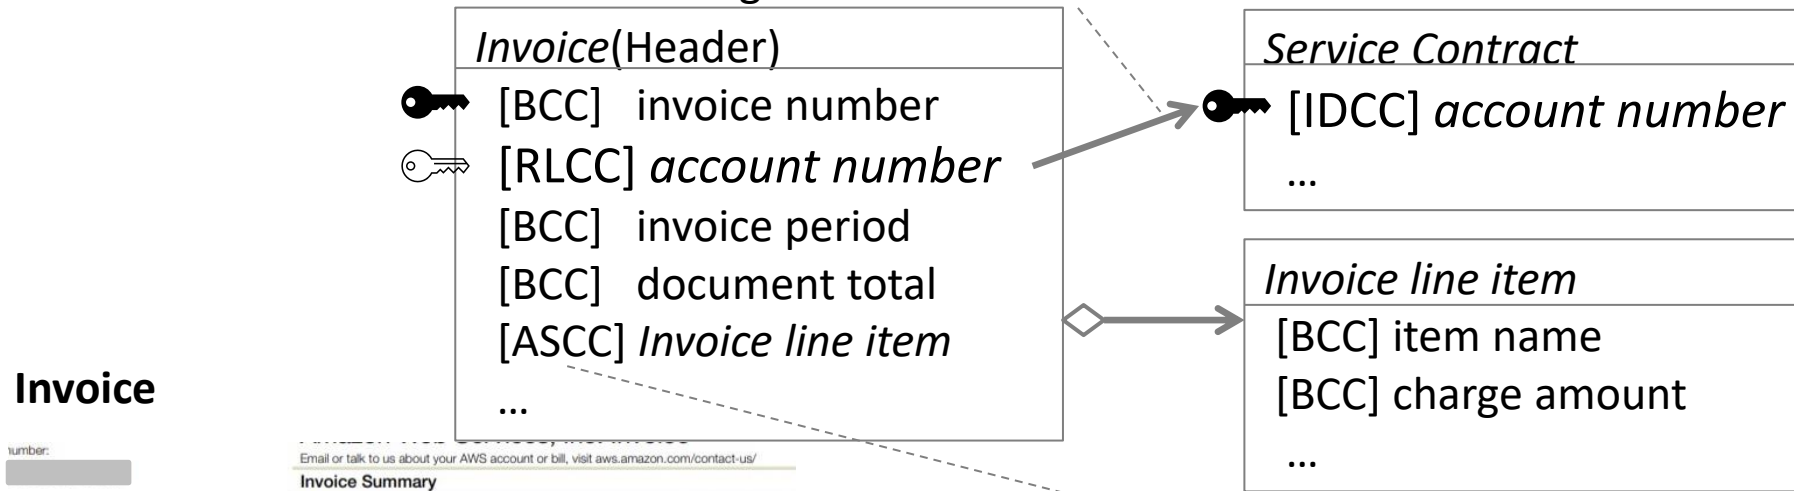 Invoice(Header)
[BCC] invoice number
[RLCC] account number
[BCC] invoice period
[BCC] document total
[ASCC] Invoice line item
...
Service Contract
[IDCC] account number
...
Invoice line item
[BCC] item name
[BCC] charge amount
...
Invoice
Email or talk to us about your AWS account or bill, visit aws.amazon.com/contact-us/
Invoice Summary